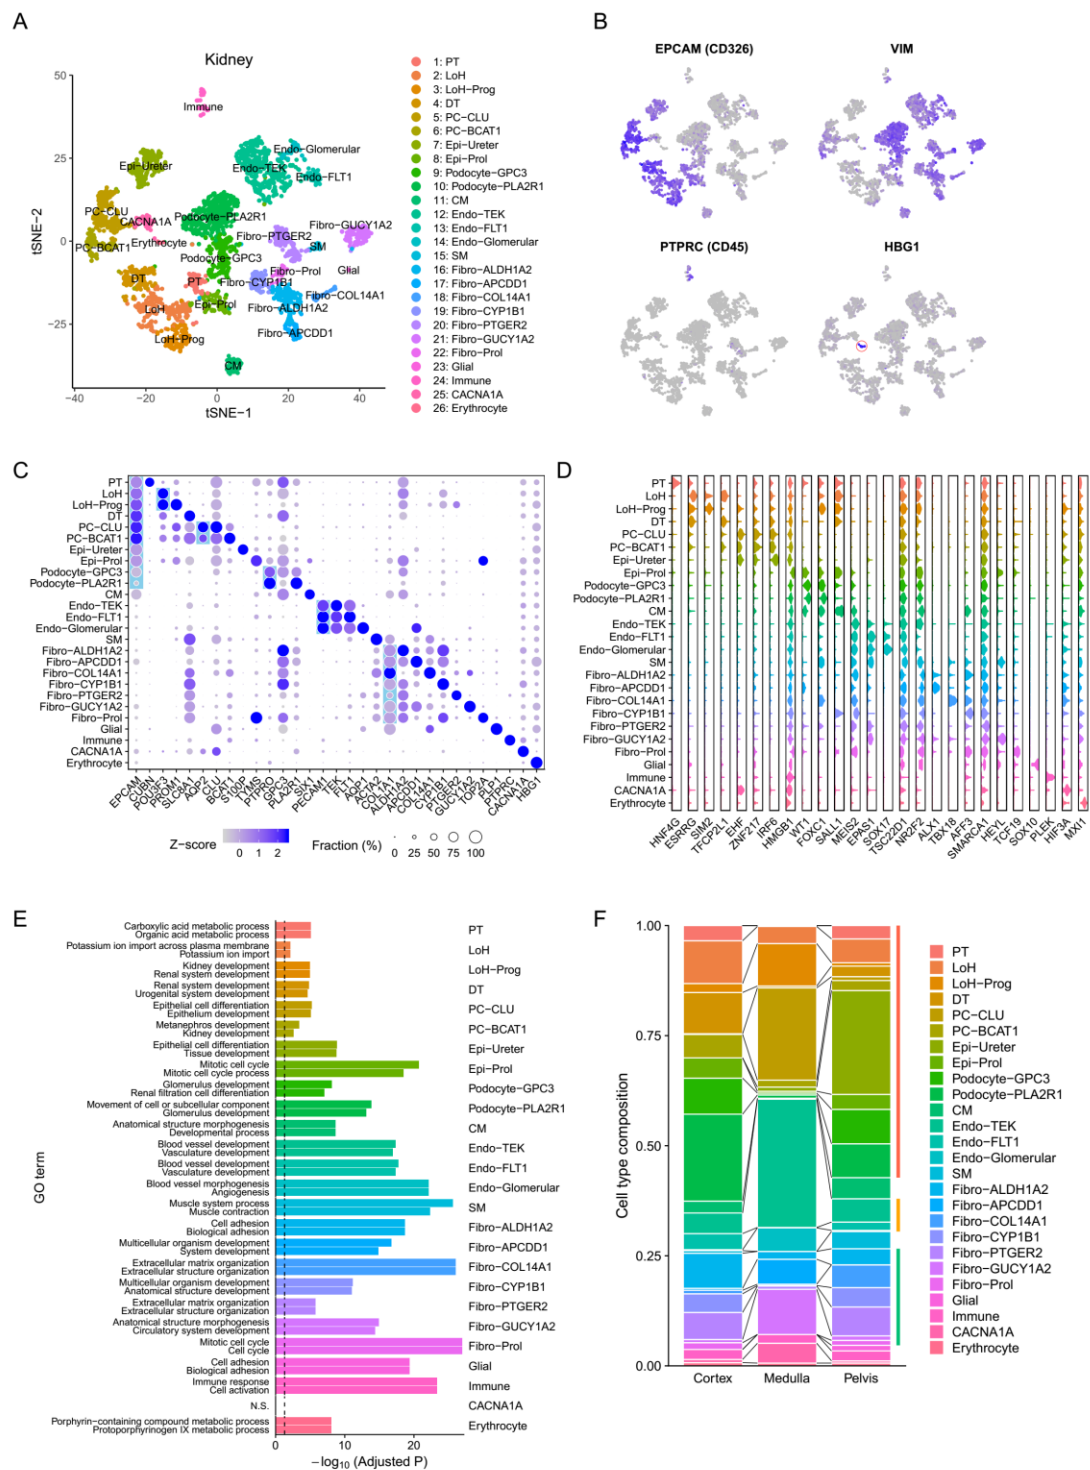 A
Kidney
50
25
0
−25
−40
−20
0
20
40
tSNE−2
tSNE−1
Immune
Epi−Ureter
Endo−Glomerular
Endo−TEK
Endo−FLT1
PC−CLU
CACNA1A
Podocyte−PLA2R1
Fibro−GUCY1A2
Fibro−PTGER2
Erythrocyte
PC−BCAT1
SM
Podocyte−GPC3
Fibro−Prol
Glial
DT
PT
Fibro−CYP1B1
Fibro−COL14A1
Epi−Prol
LoH
Fibro−ALDH1A2
LoH−Prog
Fibro−APCDD1
CM
1: PT
2: LoH
3: LoH−Prog
4: DT
5: PC−CLU
6: PC−BCAT1
7: Epi−Ureter
8: Epi−Prol
9: Podocyte−GPC3
10: Podocyte−PLA2R1
11: CM
12: Endo−TEK
13: Endo−FLT1
14: Endo−Glomerular
15: SM
16: Fibro−ALDH1A2
17: Fibro−APCDD1
18: Fibro−COL14A1
19: Fibro−CYP1B1
20: Fibro−PTGER2
21: Fibro−GUCY1A2
22: Fibro−Prol
23: Glial
24: Immune
25: CACNA1A
26: Erythrocyte
B
EPCAM (CD326)
VIM
PTPRC (CD45)
HBG1
C
PT
LoH
LoH−Prog
DT
PC−CLU
PC−BCAT1
Epi−Ureter
Epi−Prol
Podocyte−GPC3
Podocyte−PLA2R1
CM
Endo−TEK
Endo−FLT1
Endo−Glomerular
SM
Fibro−ALDH1A2
Fibro−APCDD1
Fibro−COL14A1
Fibro−CYP1B1
Fibro−PTGER2
Fibro−GUCY1A2
Fibro−Prol
Glial
Immune
CACNA1A
Erythrocyte
EPCAM
CUBN
POU3F3
PROM1
SLC8A1
AQP2
CLU
BCAT1
S100P
TYMS
PTPRO
GPC3
PLA2R1
SIX1
PECAM1
TEK
FLT1
AQP1
ACTA2
COL1A1
ALDH1A2
APCDD1
COL14A1
CYP1B1
PTGER2
GUCY1A2
TOP2A
PLP1
PTPRC
CACNA1A
HBG1
Z−score
0 1 2
Fraction (%)
0 25 50 75 100
D
PT
LoH
LoH−Prog
DT
PC−CLU
PC−BCAT1
Epi−Ureter
Epi−Prol
Podocyte−GPC3
Podocyte−PLA2R1
CM
Endo−TEK
Endo−FLT1
Endo−Glomerular
SM
Fibro−ALDH1A2
Fibro−APCDD1
Fibro−COL14A1
Fibro−CYP1B1
Fibro−PTGER2
Fibro−GUCY1A2
Fibro−Prol
Glial
Immune
CACNA1A
Erythrocyte
HNF4G
ESRRG
SIM2
TFCP2L1
EHF
ZNF217
IRF6
HMGB1
WT1
FOXC1
SALL1
MEIS2
EPAS1
SOX17
TSC22D1
NR2F2
ALX1
TBX18
AFF3
SMARCA1
HEYL
TCF19
SOX10
PLEK
HIF3A
MXI1
E
GO term
Carboxylic acid metabolic process
Organic acid metabolic process
Potassium ion import across plasma membrane
Potassium ion import
Kidney development
Renal system development
Renal system development
Urogenital system development
Epithelial cell differentiation
Epithelium development
Metanephros development
Kidney development
Epithelial cell differentiation
Tissue development
Mitotic cell cycle
Mitotic cell cycle process
Glomerulus development
Renal filtration cell differentiation
Movement of cell or subcellular component
Glomerulus development
Anatomical structure morphogenesis
Developmental process
Blood vessel development
Vasculature development
Blood vessel development
Vasculature development
Blood vessel morphogenesis
Angiogenesis
Muscle system process
Muscle contraction
Cell adhesion
Biological adhesion
Multicellular organism development
System development
Extracellular matrix organization
Extracellular structure organization
Multicellular organism development
Anatomical structure development
Extracellular matrix organization
Extracellular structure organization
Anatomical structure morphogenesis
Circulatory system development
Mitotic cell cycle
Cell cycle
Cell adhesion
Biological adhesion
Immune response
Cell activation
N.S.
Porphyrin−containing compound metabolic process
Protoporphyrinogen IX metabolic process
PT
LoH
LoH−Prog
DT
PC−CLU
PC−BCAT1
Epi−Ureter
Epi−Prol
Podocyte−GPC3
Podocyte−PLA2R1
CM
Endo−TEK
Endo−FLT1
Endo−Glomerular
SM
Fibro−ALDH1A2
Fibro−APCDD1
Fibro−COL14A1
Fibro−CYP1B1
Fibro−PTGER2
Fibro−GUCY1A2
Fibro−Prol
Glial
Immune
CACNA1A
Erythrocyte
0 10 20
−log10 (Adjusted P)
F
Cell type composition
1.00
0.75
0.50
0.25
0.00
Cortex Medulla Pelvis
PT
LoH
LoH−Prog
DT
PC−CLU
PC−BCAT1
Epi−Ureter
Epi−Prol
Podocyte−GPC3
Podocyte−PLA2R1
CM
Endo−TEK
Endo−FLT1
Endo−Glomerular
SM
Fibro−ALDH1A2
Fibro−APCDD1
Fibro−COL14A1
Fibro−CYP1B1
Fibro−PTGER2
Fibro−GUCY1A2
Fibro−Prol
Glial
Immune
CACNA1A
Erythrocyte